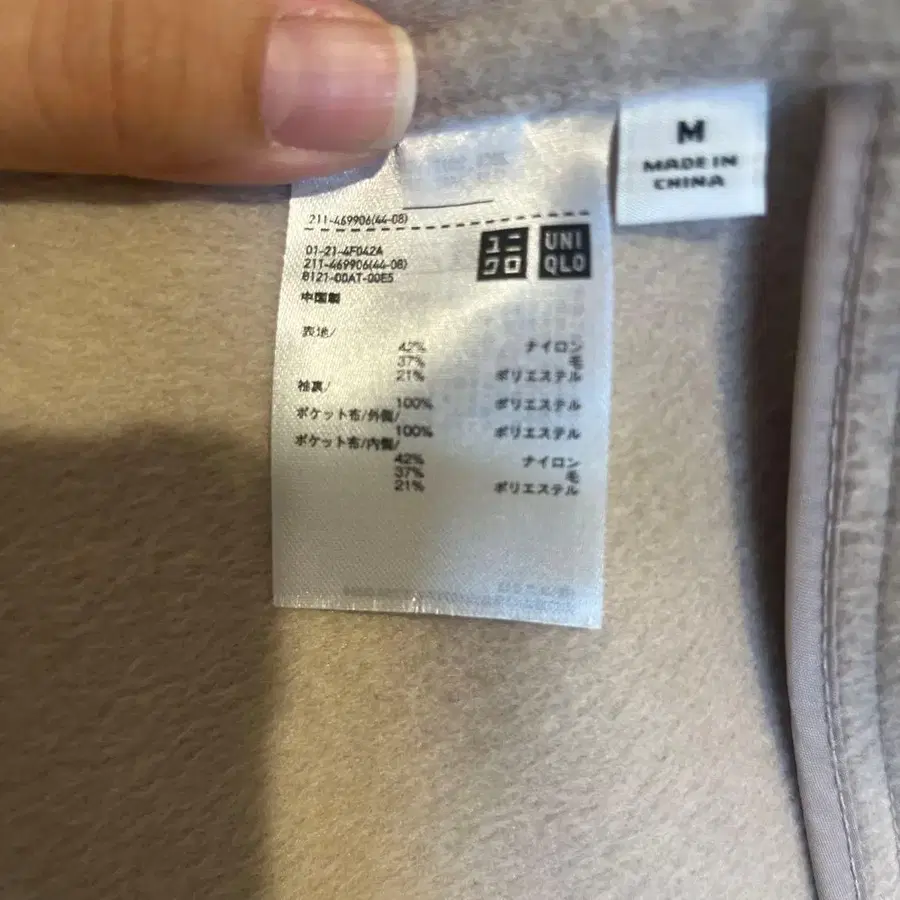 M
MADE IN
CHINA
211-469906(44-08)
ユニ
クロ
UNI
QLO
01-21-4F042A
211-469906(44-08)
8121-00AT-00E5
中国製
表地/
42% ナイロン
37% 毛
21% ポリエステル
袖裏/
100% ポリエステル
ポケット布/外側/
100% ポリエステル
ポケット布/内側/
42% ナイロン
37% 毛
21% ポリエステル